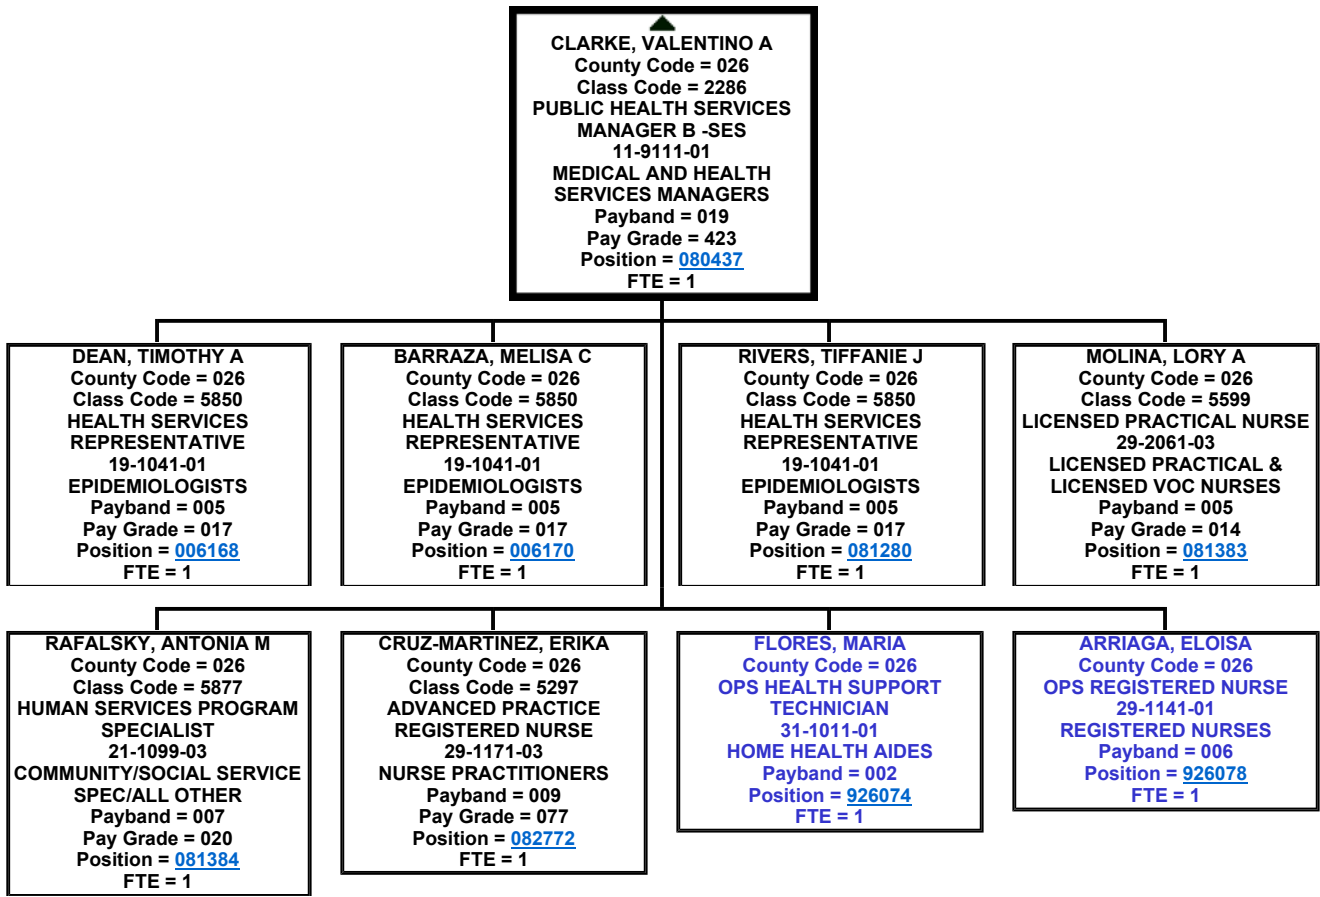 CLARKE, VALENTINO A
County Code = 026
Class Code = 2286
PUBLIC HEALTH SERVICES
MANAGER B -SES
11-9111-01
MEDICAL AND HEALTH
SERVICES MANAGERS
Payband = 019
Pay Grade = 423
Position = 080437
FTE = 1
DEAN, TIMOTHY A
County Code = 026
Class Code = 5850
HEALTH SERVICES
REPRESENTATIVE
19-1041-01
EPIDEMIOLOGISTS
Payband = 005
Pay Grade = 017
Position = 006168
FTE = 1
BARRAZA, MELISA C
County Code = 026
Class Code = 5850
HEALTH SERVICES
REPRESENTATIVE
19-1041-01
EPIDEMIOLOGISTS
Payband = 005
Pay Grade = 017
Position = 006170
FTE = 1
RIVERS, TIFFANIE J
County Code = 026
Class Code = 5850
HEALTH SERVICES
REPRESENTATIVE
19-1041-01
EPIDEMIOLOGISTS
Payband = 005
Pay Grade = 017
Position = 081280
FTE = 1
MOLINA, LORY A
County Code = 026
Class Code = 5599
LICENSED PRACTICAL NURSE
29-2061-03
LICENSED PRACTICAL &
LICENSED VOC NURSES
Payband = 005
Pay Grade = 014
Position = 081383
FTE = 1
RAFALSKY, ANTONIA M
County Code = 026
Class Code = 5877
HUMAN SERVICES PROGRAM
SPECIALIST
21-1099-03
COMMUNITY/SOCIAL SERVICE
SPEC/ALL OTHER
Payband = 007
Pay Grade = 020
Position = 081384
FTE = 1
CRUZ-MARTINEZ, ERIKA
County Code = 026
Class Code = 5297
ADVANCED PRACTICE
REGISTERED NURSE
29-1171-03
NURSE PRACTITIONERS
Payband = 009
Pay Grade = 077
Position = 082772
FTE = 1
FLORES, MARIA
County Code = 026
OPS HEALTH SUPPORT
TECHNICIAN
31-1011-01
HOME HEALTH AIDES
Payband = 002
Position = 926074
FTE = 1
ARRIAGA, ELOISA
County Code = 026
OPS REGISTERED NURSE
29-1141-01
REGISTERED NURSES
Payband = 006
Position = 926078
FTE = 1